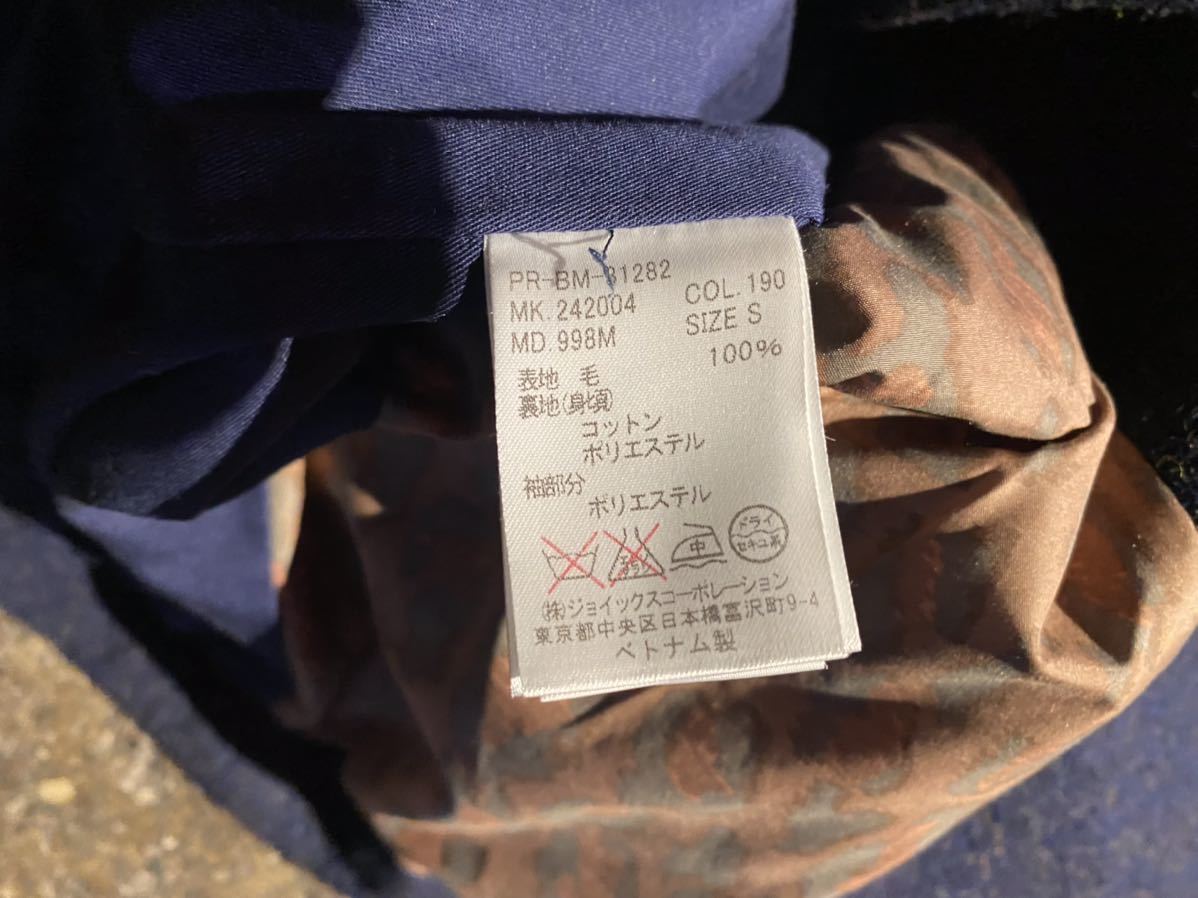 PR-BM-31282
MK.242004 COL.190
MD.998M SIZE S
表地 毛 100%
裏地(身頃)
コットン
ポリエステル
袖部分
ポリエステル
中 ドライ
セキユ系
(株)ジョイックスコーポレーション
東京都中央区日本橋富沢町9-4
ベトナム製